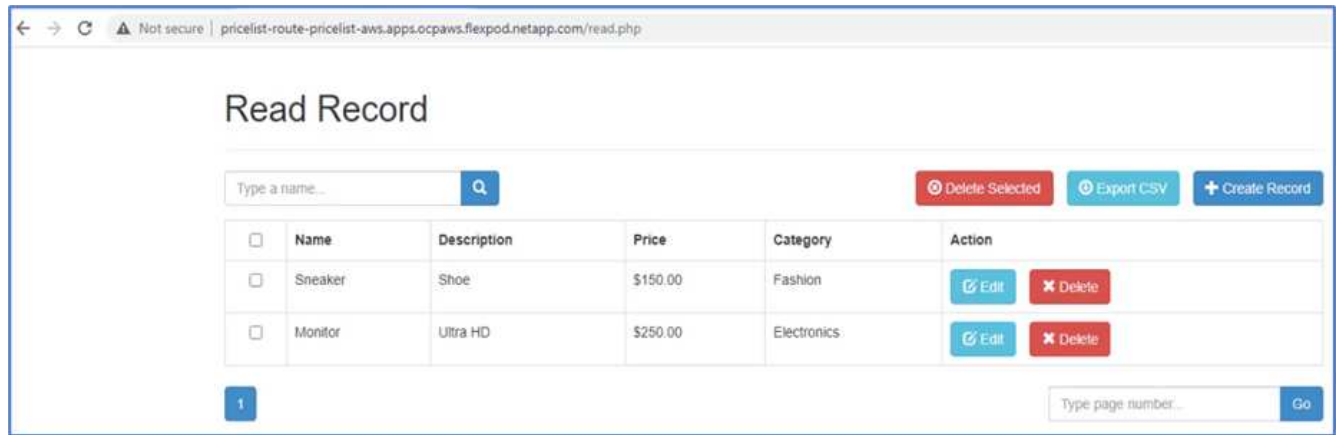 Not secure | pricelist-route-pricelist-aws.apps.ocpaws.flexpod.netapp.com/read.php
Read Record
Type a name... Delete Selected Export CSV Create Record
Name Description Price Category Action
Sneaker Shoe $150.00 Fashion Edit Delete
Monitor Ultra HD $250.00 Electronics Edit Delete
1 Type page number... Go